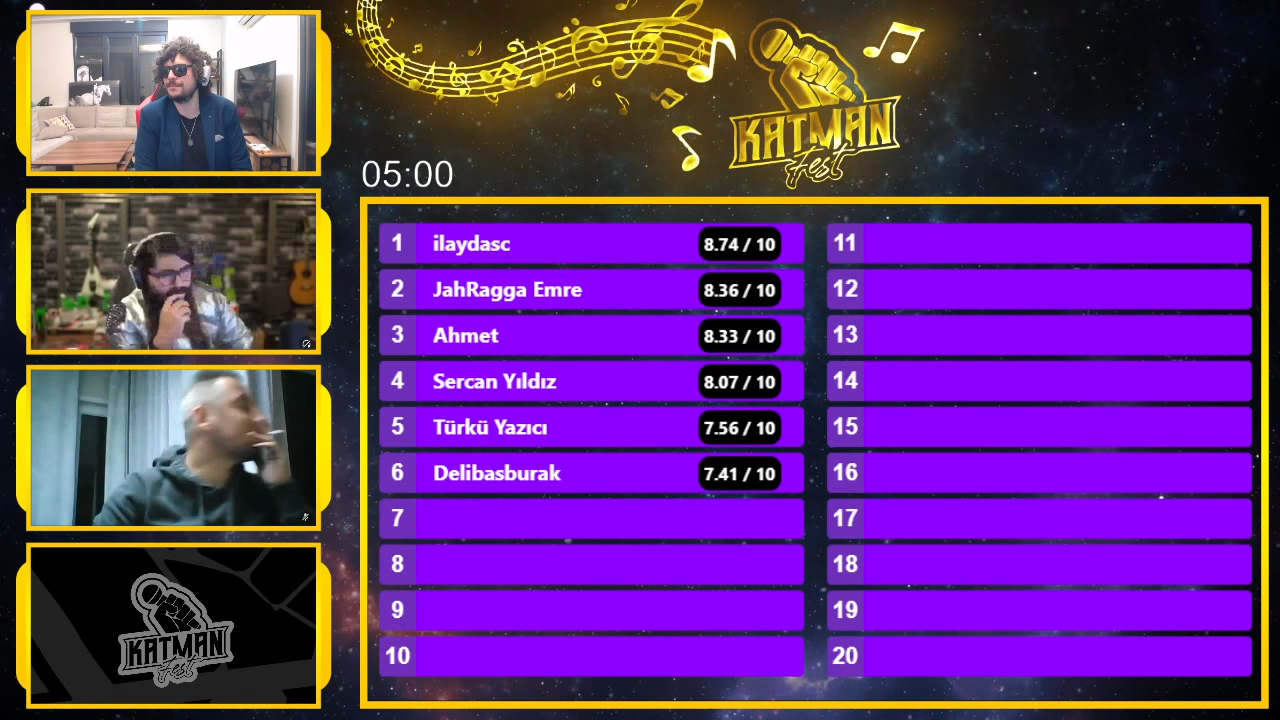 KATMAN
Fest
05:00
1 ilaydasc 8.74 / 10
2 JahRagga Emre 8.36 / 10
3 Ahmet 8.33 / 10
4 Sercan Yıldız 8.07 / 10
5 Türkü Yazıcı 7.56 / 10
6 Delibasburak 7.41 / 10
7
8
9
10
11
12
13
14
15
16
17
18
19
20
KATMAN
Fest